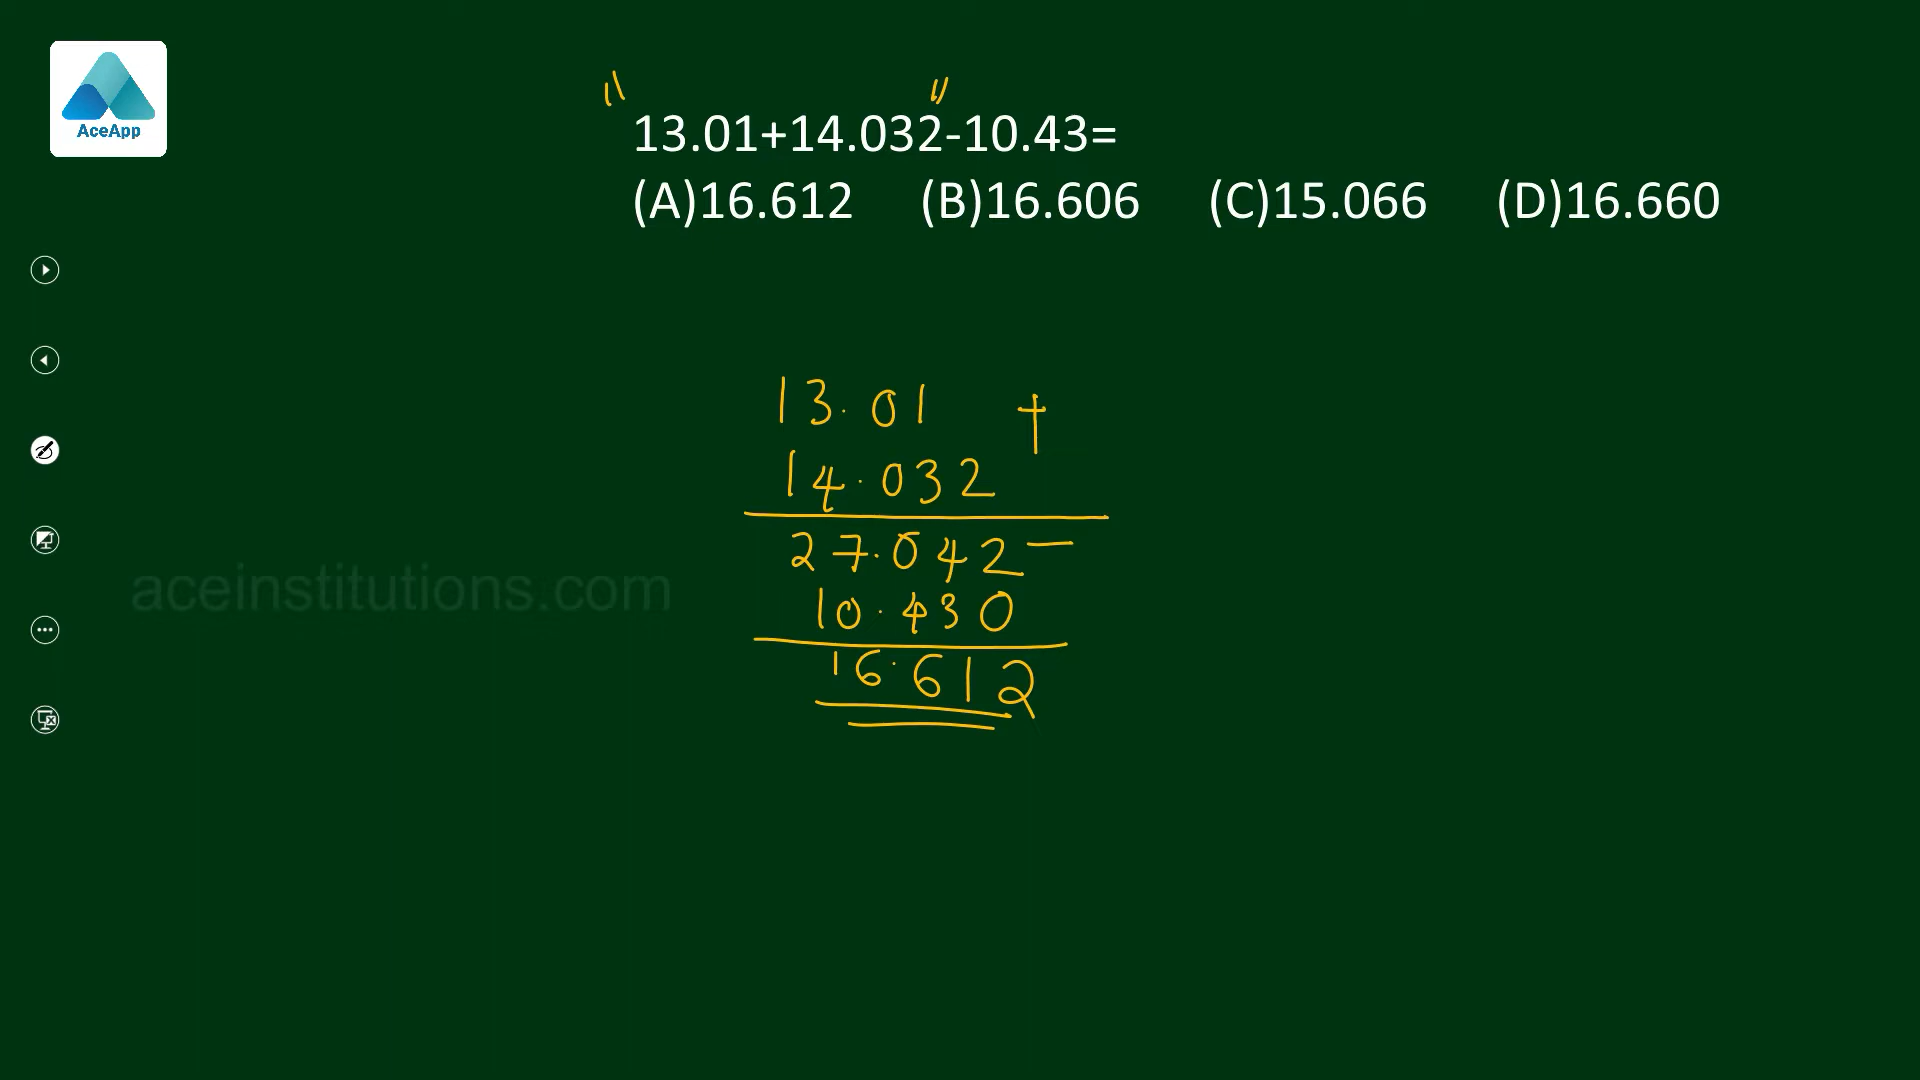 AceApp
13.01+14.032-10.43=
(A)16.612 (B)16.606 (C)15.066 (D)16.660
13.01 +
14.032
27.042 −
aceinstitutions.com
10.430
16.612